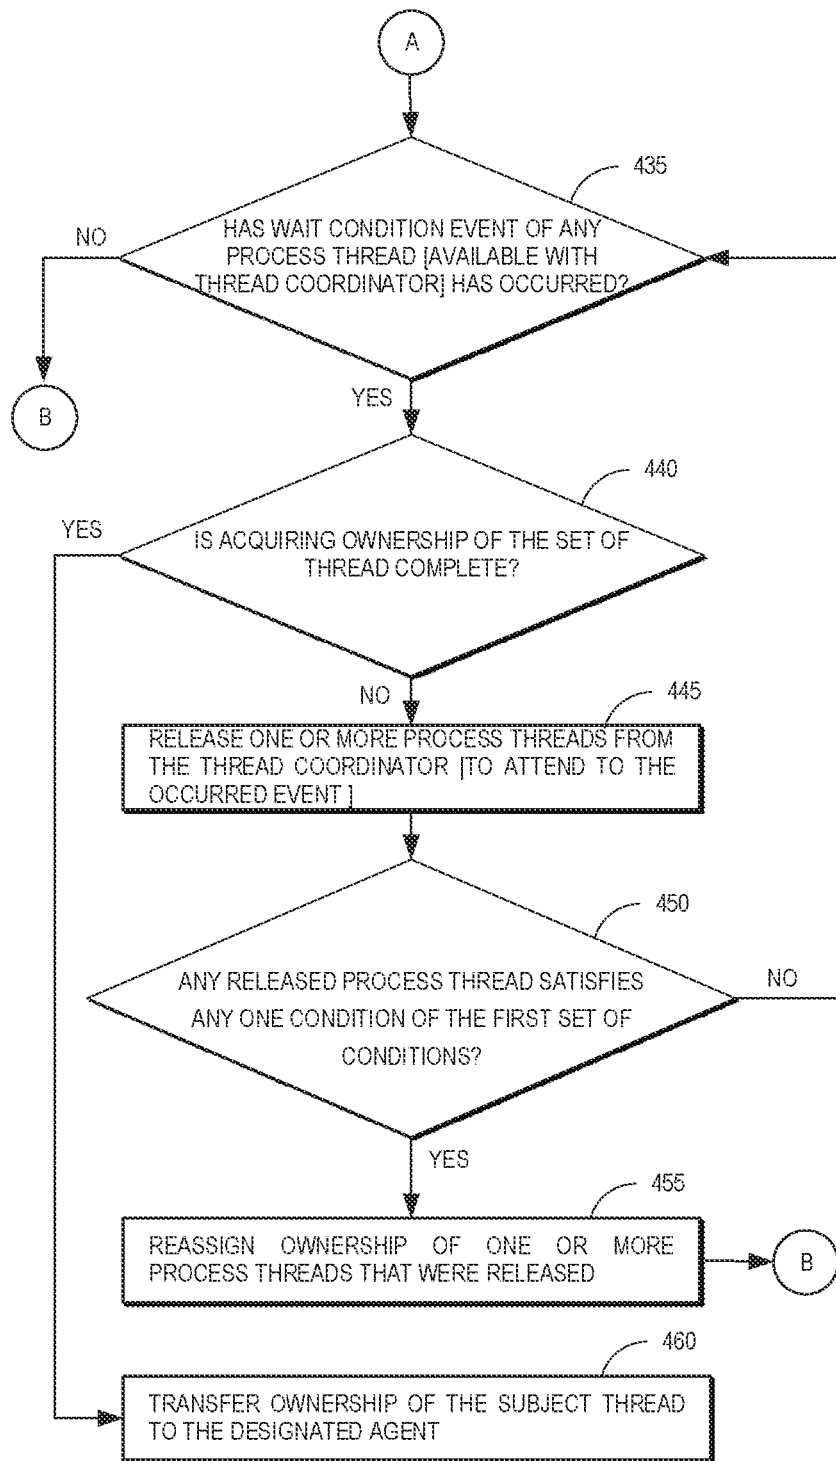 A
435
HAS WAIT CONDITION EVENT OF ANY
PROCESS THREAD [AVAILABLE WITH
THREAD COORDINATOR] HAS OCCURRED?
NO
B
YES
440
YES
IS ACQUIRING OWNERSHIP OF THE SET OF
THREAD COMPLETE?
NO
445
RELEASE ONE OR MORE PROCESS THREADS FROM
THE THREAD COORDINATOR [TO ATTEND TO THE
OCCURRED EVENT ]
450
ANY RELEASED PROCESS THREAD SATISFIES
ANY ONE CONDITION OF THE FIRST SET OF
CONDITIONS?
NO
YES
455
REASSIGN OWNERSHIP OF ONE OR MORE
PROCESS THREADS THAT WERE RELEASED
B
460
TRANSFER OWNERSHIP OF THE SUBJECT THREAD
TO THE DESIGNATED AGENT